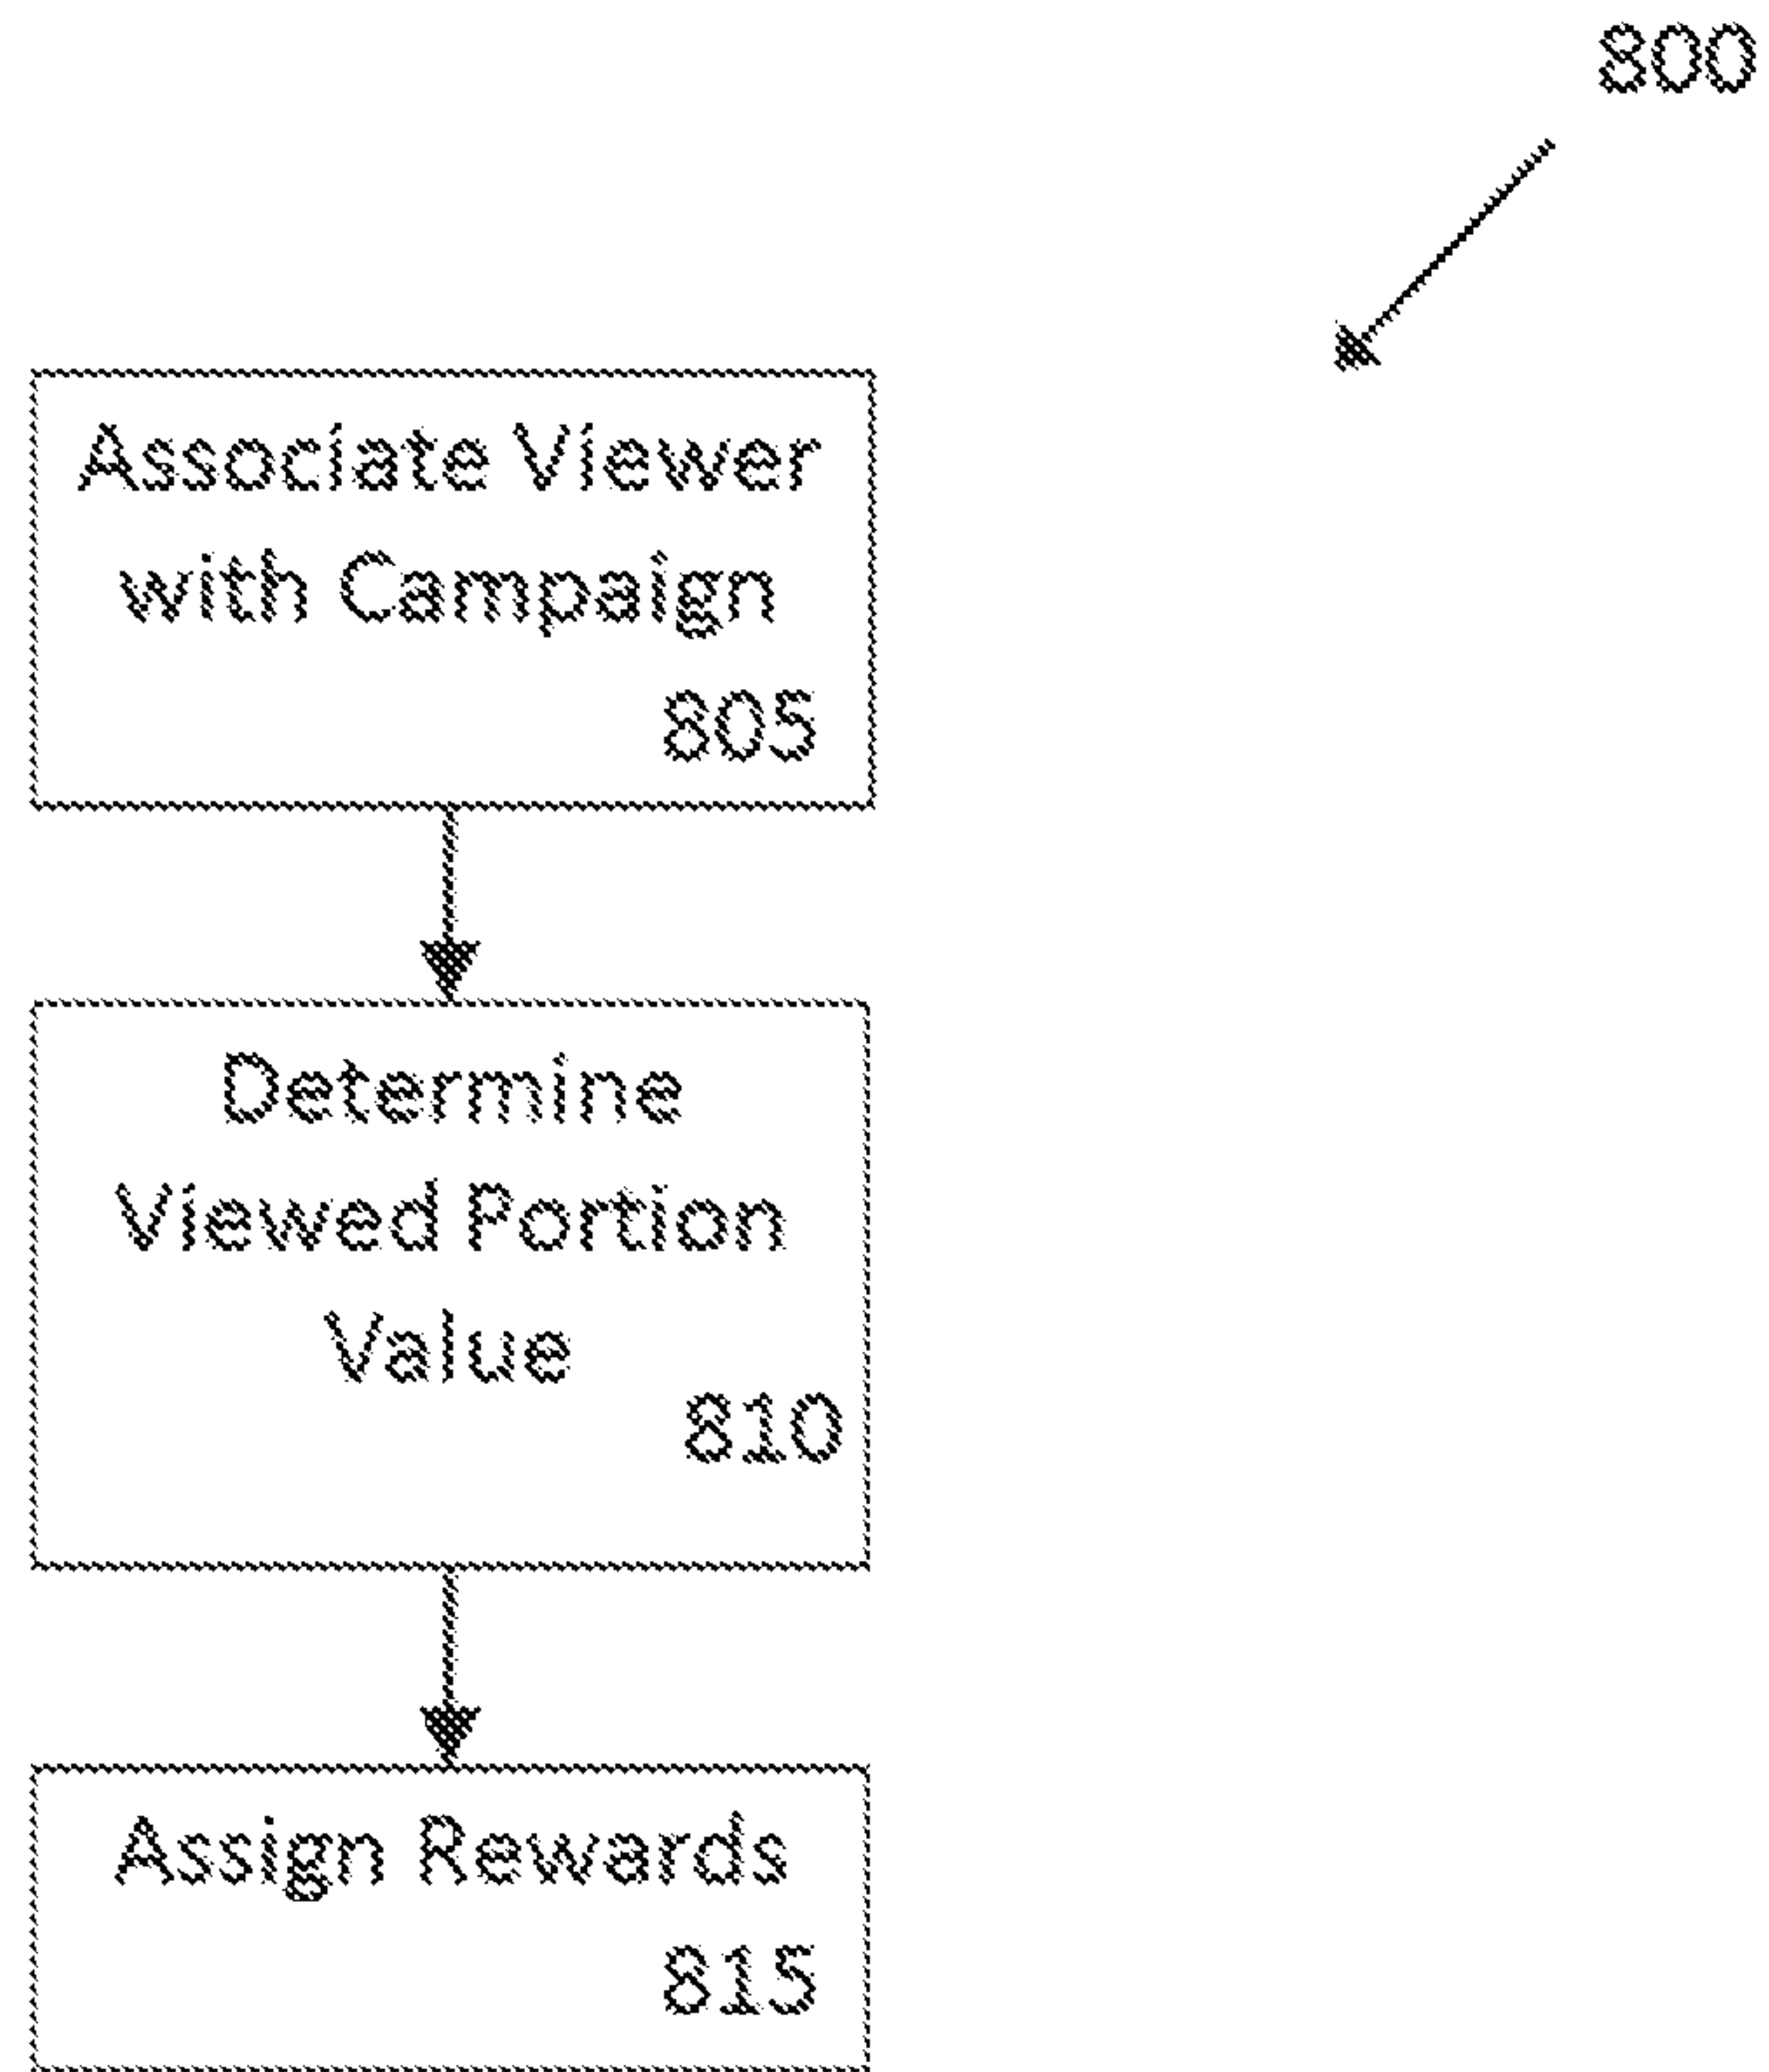 800
Associate Viewer
with Campaign
805
Determine
Viewed Portion
Value
810
Assign Rewards
815